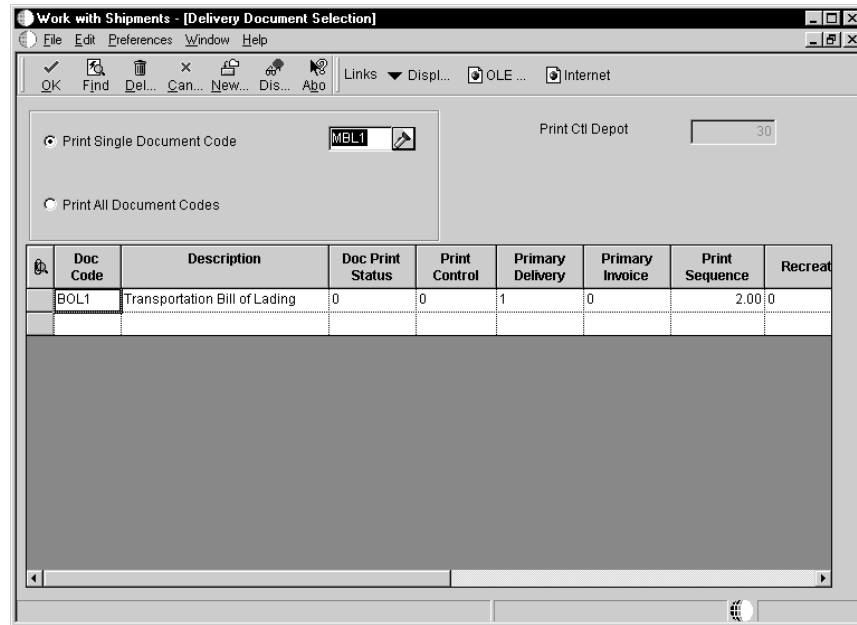 Work with Shipments - [Delivery Document Selection]
File Edit Preferences Window Help
OK Find Del... Can... New... Dis... Abo Links Displ... OLE ... Internet
Print Single Document Code MBL1 Print Ctl Depot 30
Print All Document Codes
Doc Code Description Doc Print Status Print Control Primary Delivery Primary Invoice Print Sequence Recreat
BOL1 Transportation Bill of Lading 0 0 1 0 2.00 0